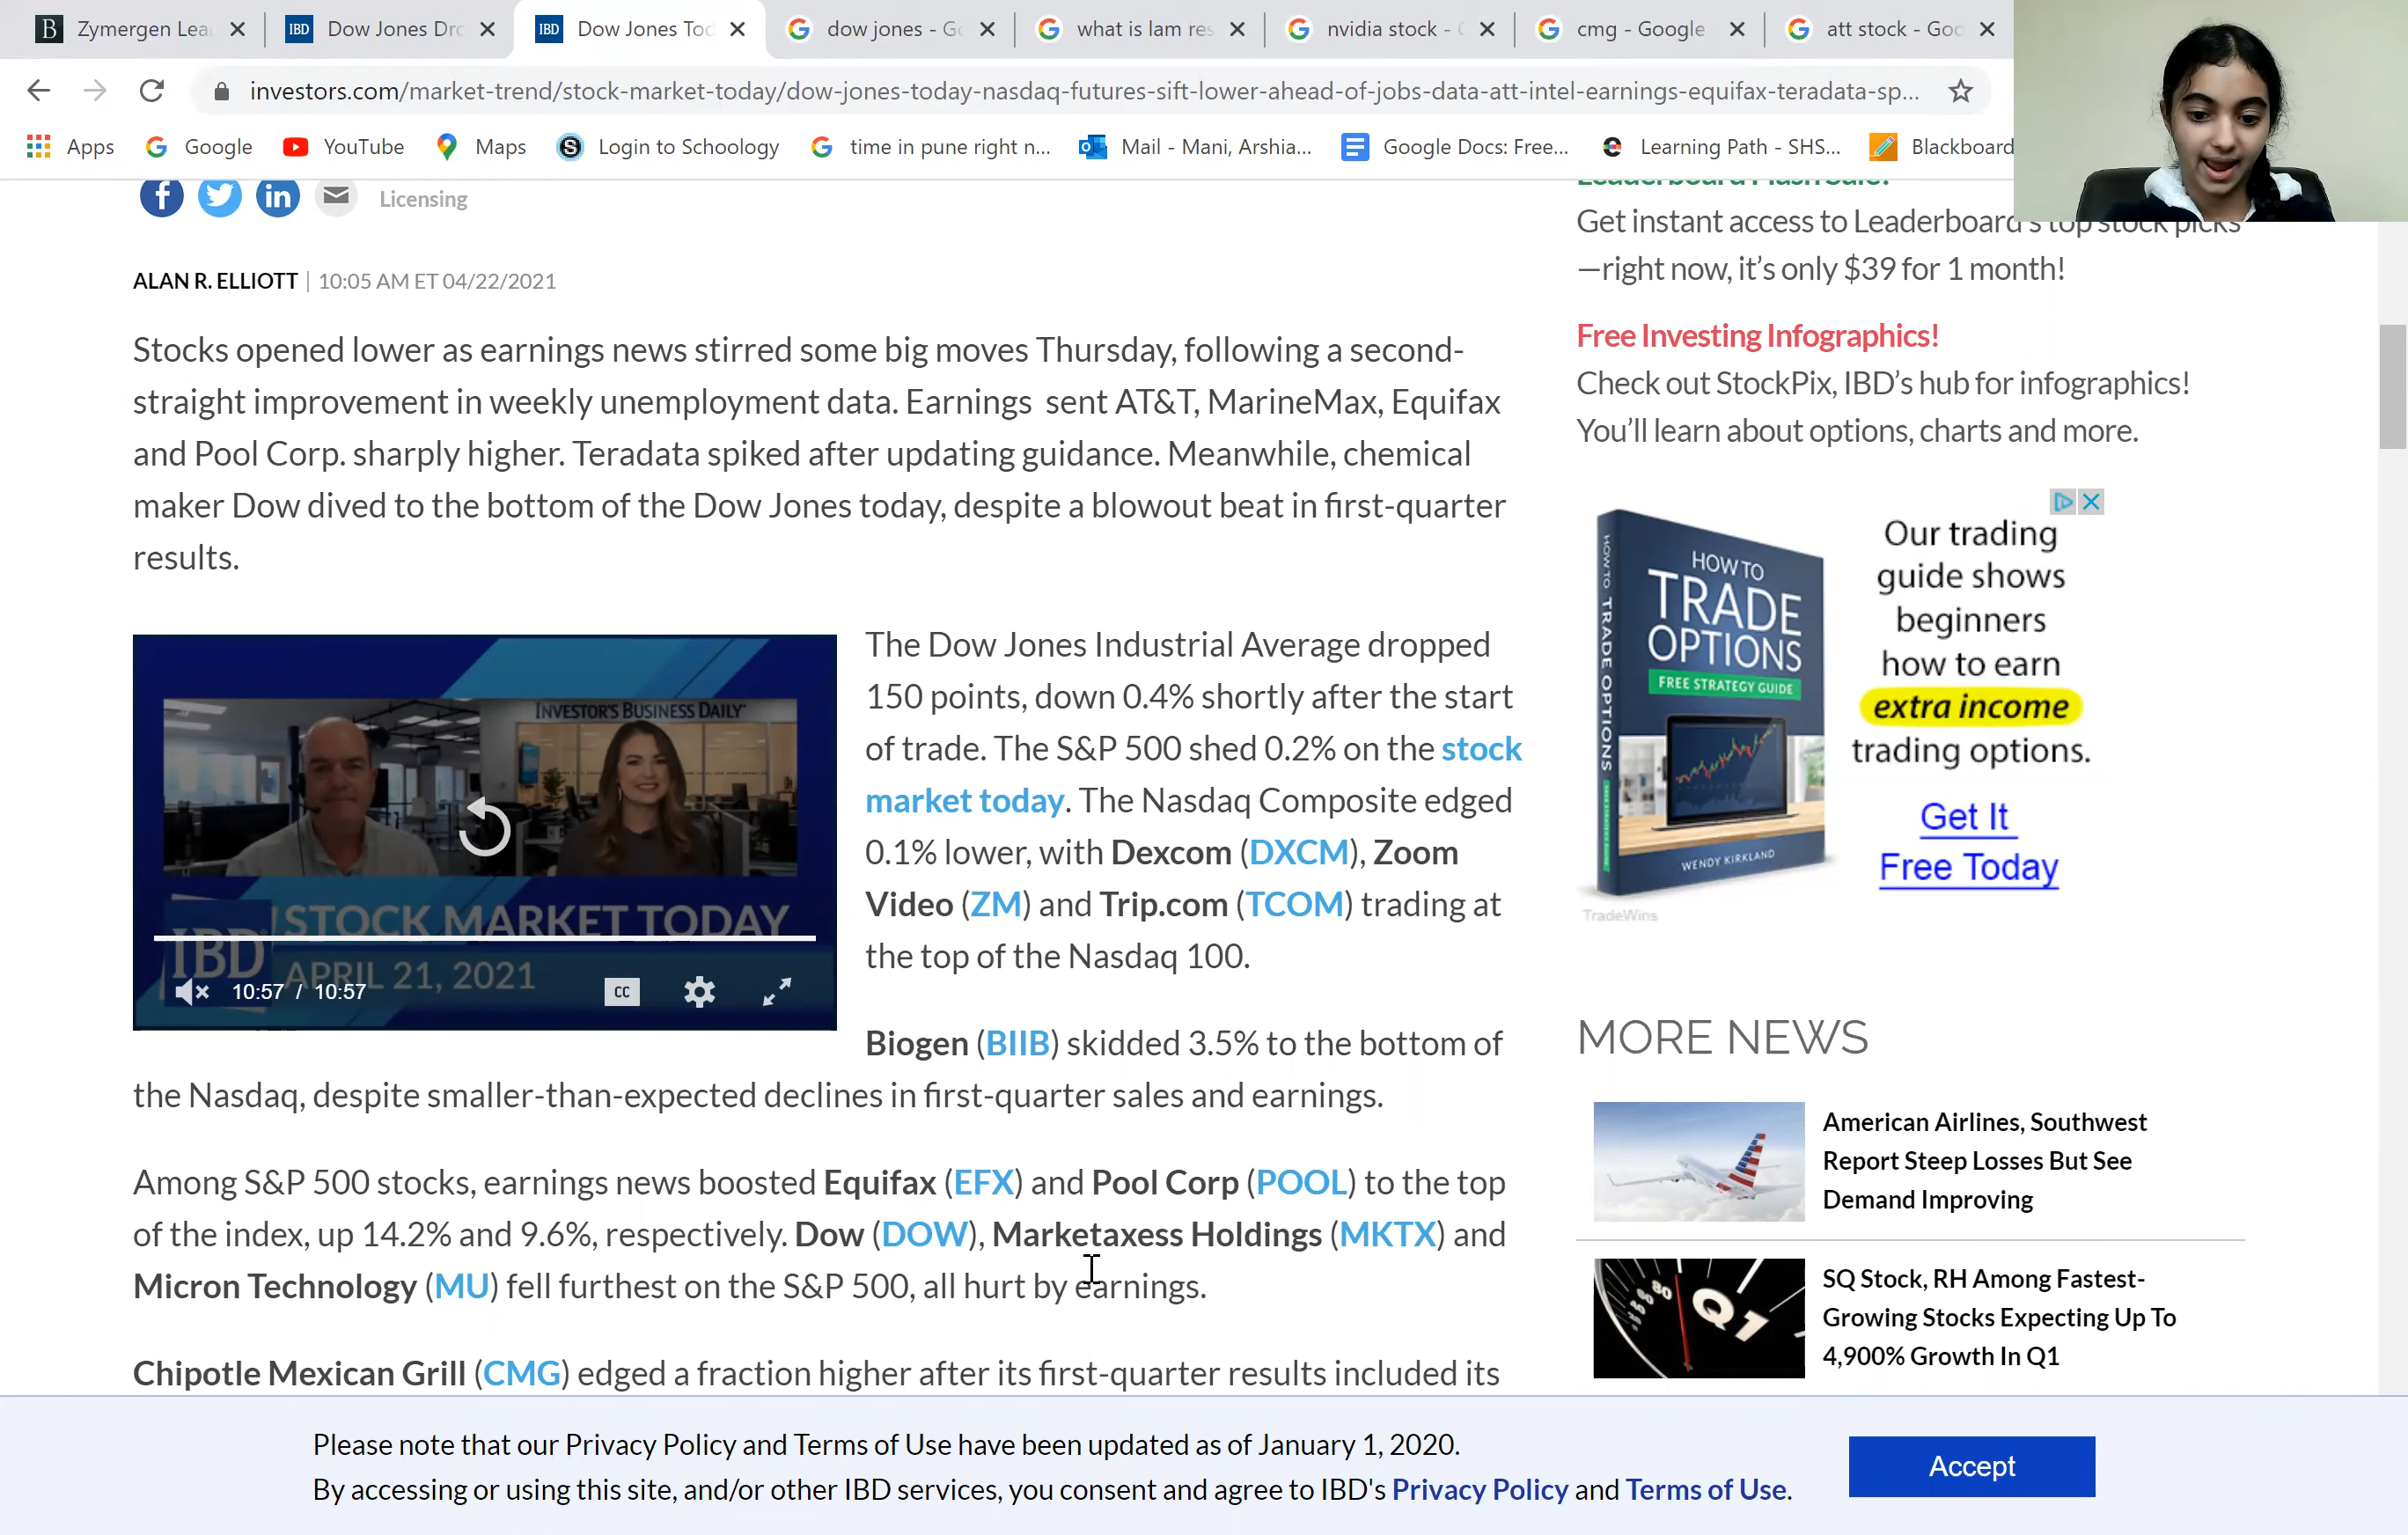 Zymergen Lea
Dow Jones Dro
Dow Jones Tod
dow jones - Go
what is lam res
nvidia stock - G
cmg - Google
att stock - Goo
investors.com/market-trend/stock-market-today/dow-jones-today-nasdaq-futures-sift-lower-ahead-of-jobs-data-att-intel-earnings-equifax-teradata-sp...
Apps
Google
YouTube
Maps
Login to Schoology
time in pune right n...
Mail - Mani, Arshia...
Google Docs: Free...
Learning Path - SHS...
Blackboard
Licensing
ALAN R. ELLIOTT | 10:05 AM ET 04/22/2021
Stocks opened lower as earnings news stirred some big moves Thursday, following a second-
straight improvement in weekly unemployment data. Earnings sent AT&T, MarineMax, Equifax
and Pool Corp. sharply higher. Teradata spiked after updating guidance. Meanwhile, chemical
maker Dow dived to the bottom of the Dow Jones today, despite a blowout beat in first-quarter
results.
INVESTOR'S BUSINESS DAILY
STOCK MARKET TODAY
IBD
APRIL 21, 2021
10:57 / 10:57
CC
The Dow Jones Industrial Average dropped
150 points, down 0.4% shortly after the start
of trade. The S&P 500 shed 0.2% on the stock
market today. The Nasdaq Composite edged
0.1% lower, with Dexcom (DXCM), Zoom
Video (ZM) and Trip.com (TCOM) trading at
the top of the Nasdaq 100.
Biogen (BIIB) skidded 3.5% to the bottom of
the Nasdaq, despite smaller-than-expected declines in first-quarter sales and earnings.
Among S&P 500 stocks, earnings news boosted Equifax (EFX) and Pool Corp (POOL) to the top
of the index, up 14.2% and 9.6%, respectively. Dow (DOW), Marketaxess Holdings (MKTX) and
Micron Technology (MU) fell furthest on the S&P 500, all hurt by earnings.
Chipotle Mexican Grill (CMG) edged a fraction higher after its first-quarter results included its
Leaderboard Flash Sale!
Get instant access to Leaderboard's top stock picks
—right now, it's only $39 for 1 month!
Free Investing Infographics!
Check out StockPix, IBD's hub for infographics!
You'll learn about options, charts and more.
HOW TO TRADE OPTIONS
HOW TO
TRADE
OPTIONS
FREE STRATEGY GUIDE
WENDY KIRKLAND
TradeWins
Our trading
guide shows
beginners
how to earn
extra income
trading options.
Get It
Free Today
MORE NEWS
American Airlines, Southwest
Report Steep Losses But See
Demand Improving
Q1
SQ Stock, RH Among Fastest-
Growing Stocks Expecting Up To
4,900% Growth In Q1
Please note that our Privacy Policy and Terms of Use have been updated as of January 1, 2020.
By accessing or using this site, and/or other IBD services, you consent and agree to IBD's Privacy Policy and Terms of Use.
Accept